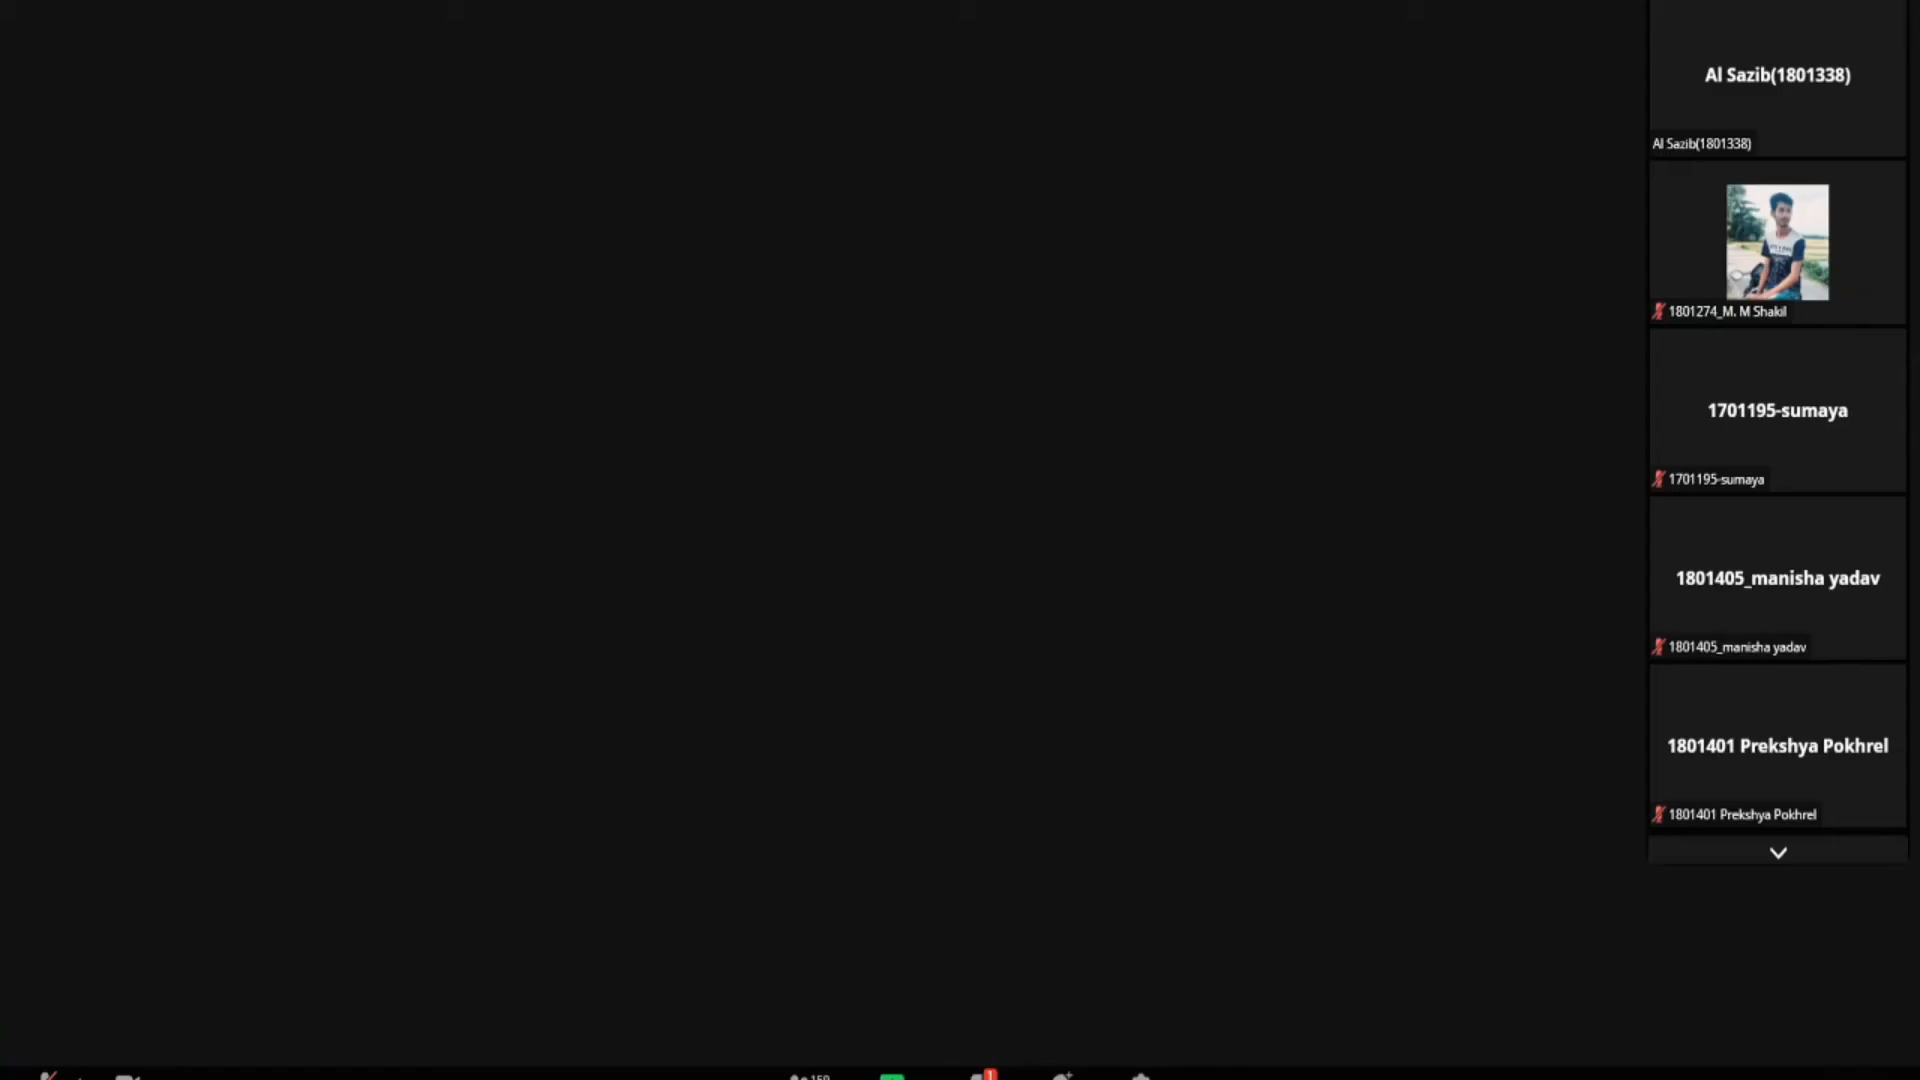 Al Sazib(1801338)
Al Sazib(1801338)
1801274_M. M Shakil
1701195-sumaya
1701195-sumaya
1801405_manisha yadav
1801405_manisha yadav
1801401 Prekshya Pokhrel
1801401 Prekshya Pokhrel
1